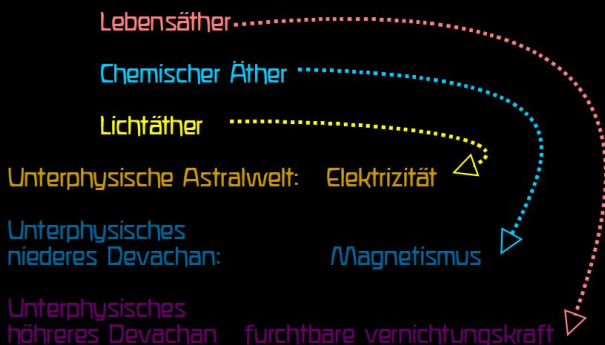 Lebensäther
Chemischer Äther
Lichtäther
Unterphysische Astralwelt: Elektrizität
Unterphysisches
niederes Devachan: Magnetismus
Unterphysisches
höhreres Devachan furchtbare vernichtungskraft